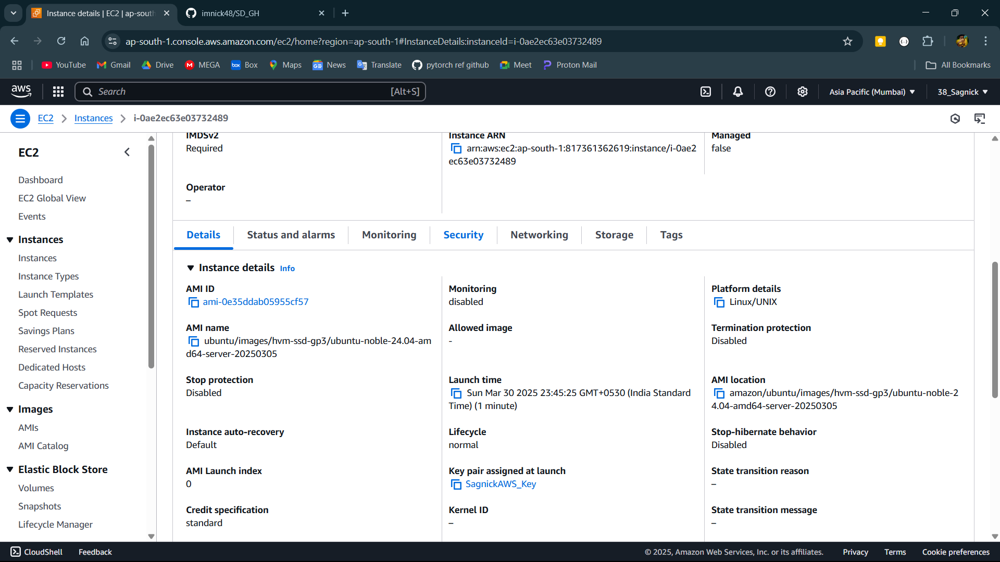 Instance details | EC2 | ap-south
imnick48/SD_GH
ap-south-1.console.aws.amazon.com/ec2/home?region=ap-south-1#InstanceDetails:instanceId=i-0ae2ec63e03732489
YouTube
Gmail
Drive
MEGA
box Box
Maps
News
Translate
pytorch ref github
Meet
Proton Mail
All Bookmarks
aws
Search
[Alt+S]
Asia Pacific (Mumbai)
38_Sagnick
EC2
Instances
i-0ae2ec63e03732489
EC2
Dashboard
EC2 Global View
Events
Instances
Instances
Instance Types
Launch Templates
Spot Requests
Savings Plans
Reserved Instances
Dedicated Hosts
Capacity Reservations
Images
AMIs
AMI Catalog
Elastic Block Store
Volumes
Snapshots
Lifecycle Manager
IMDSv2
Required
Instance ARN
arn:aws:ec2:ap-south-1:817361362619:instance/i-0ae2
ec63e03732489
Managed
false
Operator
–
Details
Status and alarms
Monitoring
Security
Networking
Storage
Tags
Instance details Info
AMI ID
ami-0e35ddab05955cf57
Monitoring
disabled
Platform details
Linux/UNIX
AMI name
ubuntu/images/hvm-ssd-gp3/ubuntu-noble-24.04-am
d64-server-20250305
Allowed image
-
Termination protection
Disabled
Stop protection
Disabled
Launch time
Sun Mar 30 2025 23:45:25 GMT+0530 (India Standard
Time) (1 minute)
AMI location
amazon/ubuntu/images/hvm-ssd-gp3/ubuntu-noble-2
4.04-amd64-server-20250305
Instance auto-recovery
Default
Lifecycle
normal
Stop-hibernate behavior
Disabled
AMI Launch index
0
Key pair assigned at launch
SagnickAWS_Key
State transition reason
–
Credit specification
standard
Kernel ID
–
State transition message
–
CloudShell
Feedback
© 2025, Amazon Web Services, Inc. or its affiliates.
Privacy
Terms
Cookie preferences